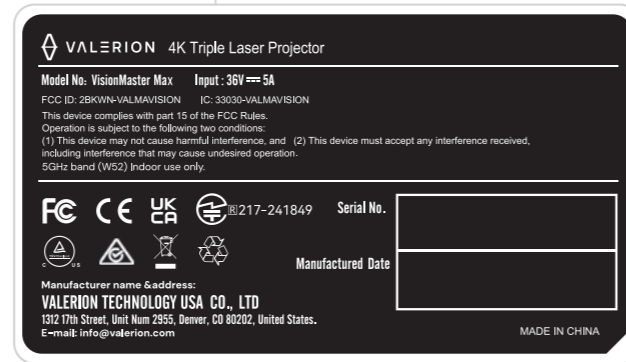 VALERION 4K Triple Laser Projector
Model No: VisionMaster Max Input : 36V ⎓ 5A
FCC ID: 2BKWN-VALMAVISION IC: 33030-VALMAVISION
This device complies with part 15 of the FCC Rules.
Operation is subject to the following two conditions:
(1) This device may not cause harmful interference, and (2) This device must accept any interference received,
including interference that may cause undesired operation.
5GHz band (W52) Indoor use only.
FC CE UK CA R 217-241849 Serial No.
C US
Manufactured Date
Manufacturer name &address:
VALERION TECHNOLOGY USA CO., LTD
1312 17th Street, Unit Num 2955, Denver, CO 80202, United States.
E-mail: info@valerion.com MADE IN CHINA